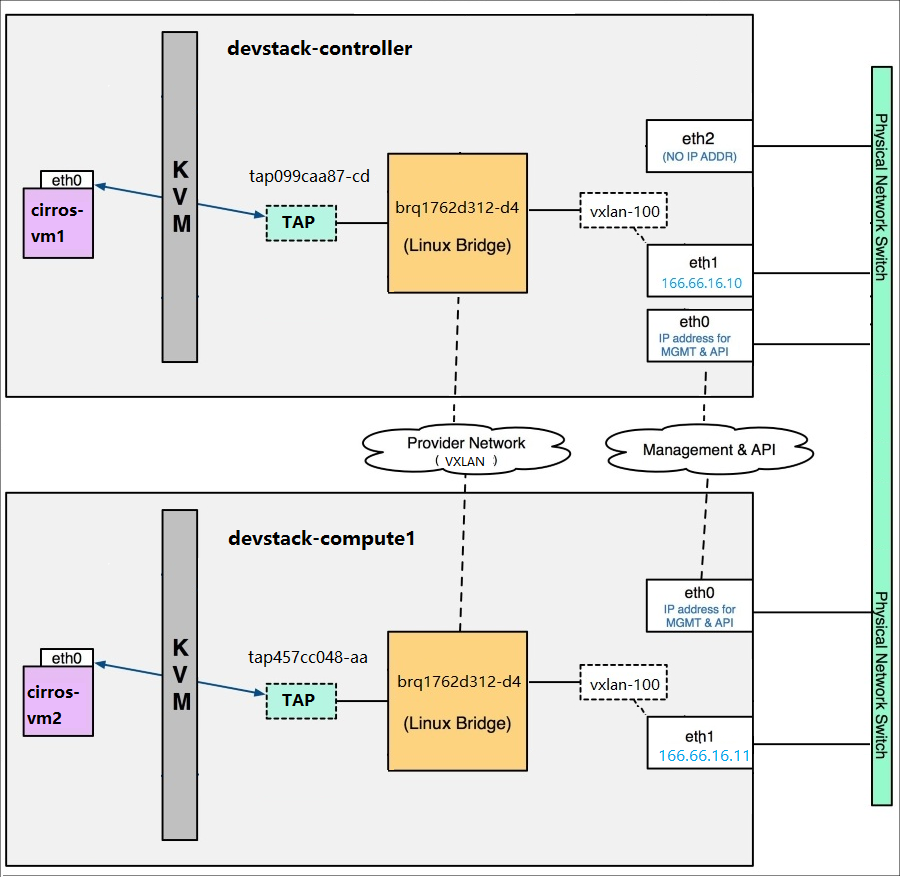 devstack-controller
K
V
M
eth0
cirros-
vm1
tap099caa87-cd
TAP
brq1762d312-d4
(Linux Bridge)
vxlan-100
eth2
(NO IP ADDR)
eth1
166.66.16.10
eth0
IP address for
MGMT & API
Physical Network Switch
Provider Network
( VXLAN )
Management & API
devstack-compute1
K
V
M
eth0
cirros-
vm2
tap457cc048-aa
TAP
brq1762d312-d4
(Linux Bridge)
vxlan-100
eth0
IP address for
MGMT & API
eth1
166.66.16.11
Physical Network Switch